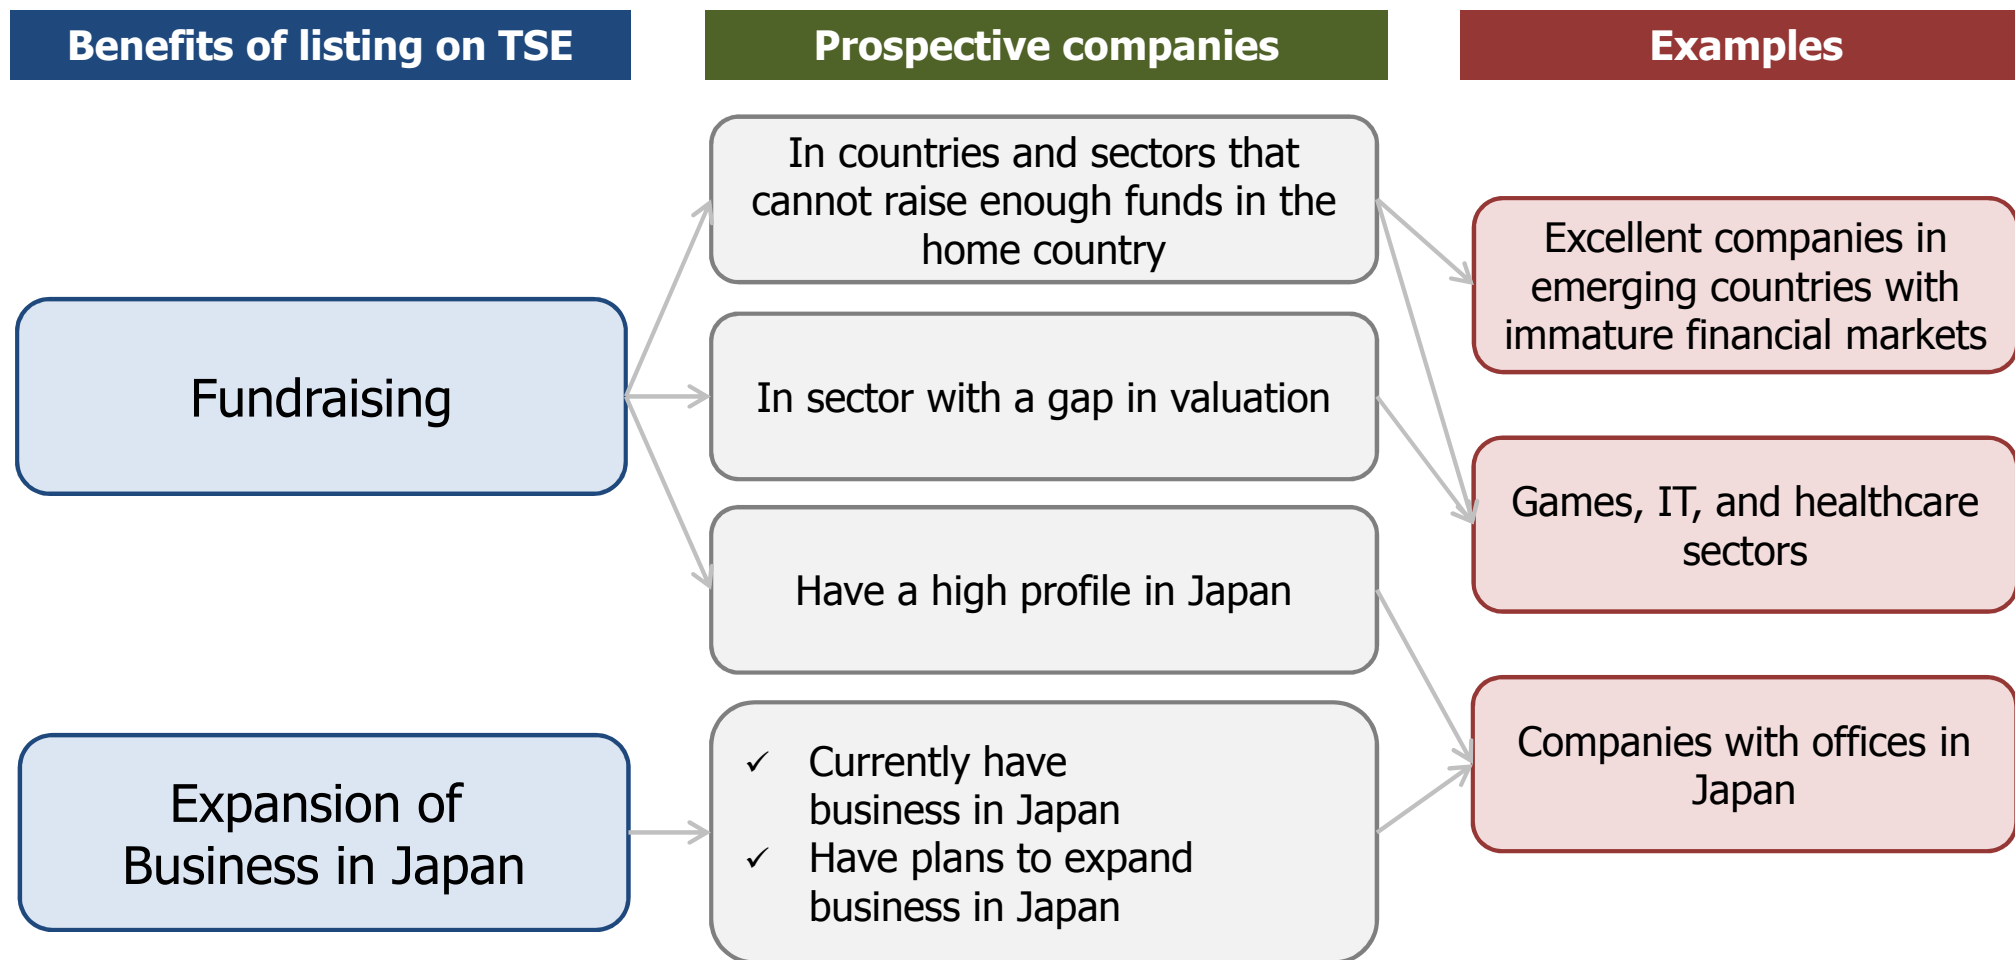 Benefits of listing on TSE
Prospective companies
Examples
Fundraising
Expansion of
Business in Japan
In countries and sectors that
cannot raise enough funds in the
home country
In sector with a gap in valuation
Have a high profile in Japan
✓ Currently have
business in Japan
✓ Have plans to expand
business in Japan
Excellent companies in
emerging countries with
immature financial markets
Games, IT, and healthcare
sectors
Companies with offices in
Japan